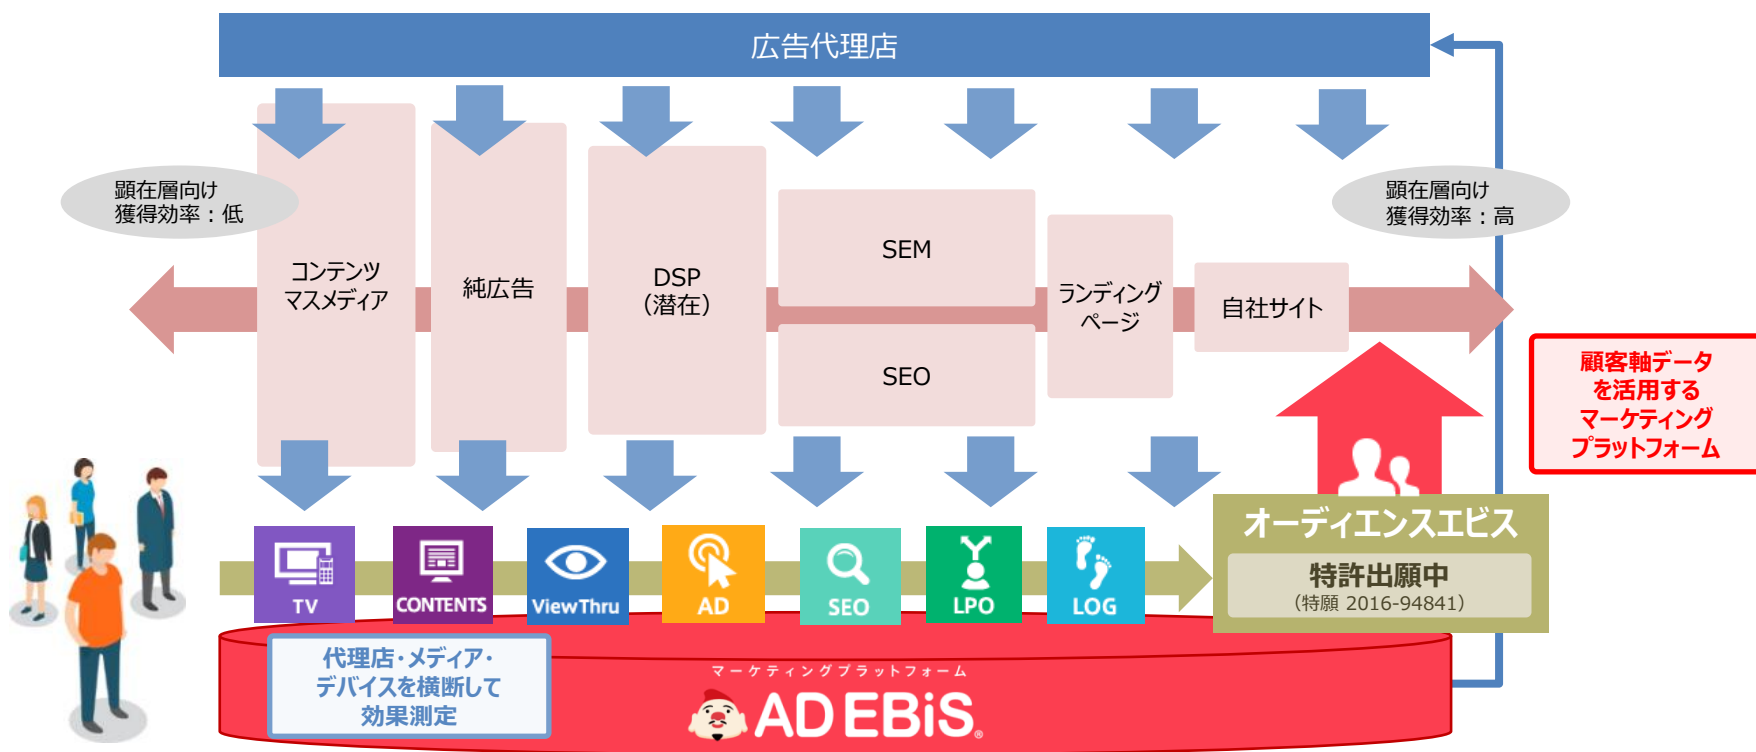 広告代理店
顕在層向け
獲得効率：低
顕在層向け
獲得効率：高
コンテンツ
マスメディア
純広告
DSP
（潜在）
SEM
SEO
ランディング
ページ
自社サイト
顧客軸データ
を活用する
マーケティング
プラットフォーム
TV
CONTENTS
ViewThru
AD
SEO
LPO
LOG
オーディエンスエビス
特許出願中
（特願 2016-94841）
代理店・メディア・
デバイスを横断して
効果測定
マーケティングプラットフォーム
AD EBiS®